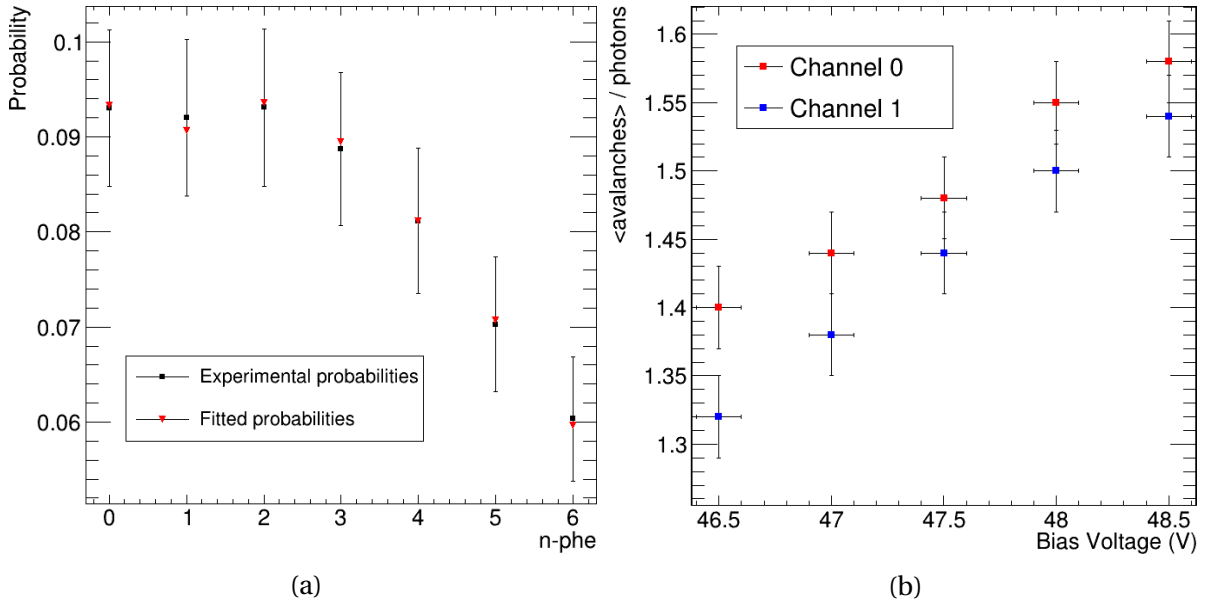 Probability
0.1
0.09
0.08
0.07
0.06
Experimental probabilities
Fitted probabilities
0 1 2 3 4 5 6
n-phe
(a)
<avalanches> / photons
1.6
1.55
1.5
1.45
1.4
1.35
1.3
Channel 0
Channel 1
46.5 47 47.5 48 48.5
Bias Voltage (V)
(b)